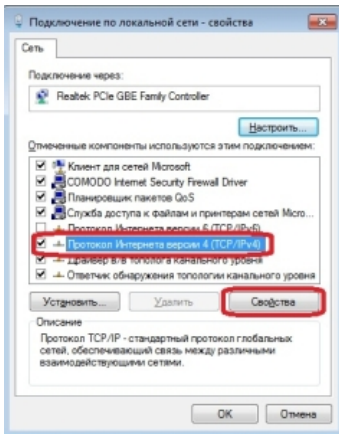 Подключение по локальной сети - свойства
Сеть
Подключение через:
Realtek PCIe GBE Family Controller
Настроить...
Отмеченные компоненты используются этим подключением:
Клиент для сетей Microsoft
COMODO Internet Security Firewall Driver
Планировщик пакетов QoS
Служба доступа к файлам и принтерам сетей Micro...
Протокол Интернета версии 6 (TCP/IPv6)
Протокол Интернета версии 4 (TCP/IPv4)
Драйвер в/в тополога канального уровня
Ответчик обнаружения топологии канального уровня
Установить... Удалить Свойства
Описание
Протокол TCP/IP - стандартный протокол глобальных
сетей, обеспечивающий связь между различными
взаимодействующими сетями.
OK Отмена